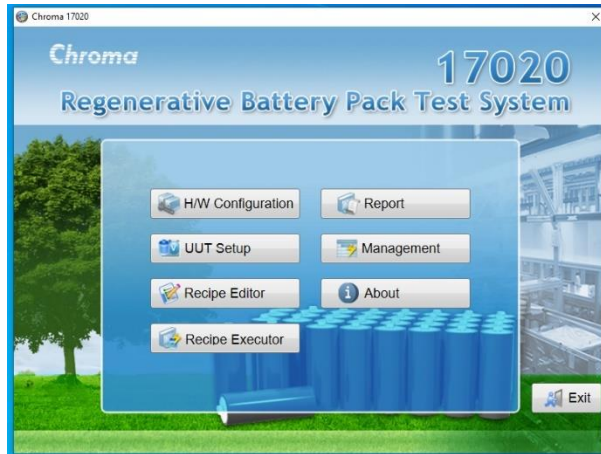 Chroma 17020
Chroma
17020
Regenerative Battery Pack Test System
H/W Configuration
Report
UUT Setup
Management
Recipe Editor
About
Recipe Executor
Exit